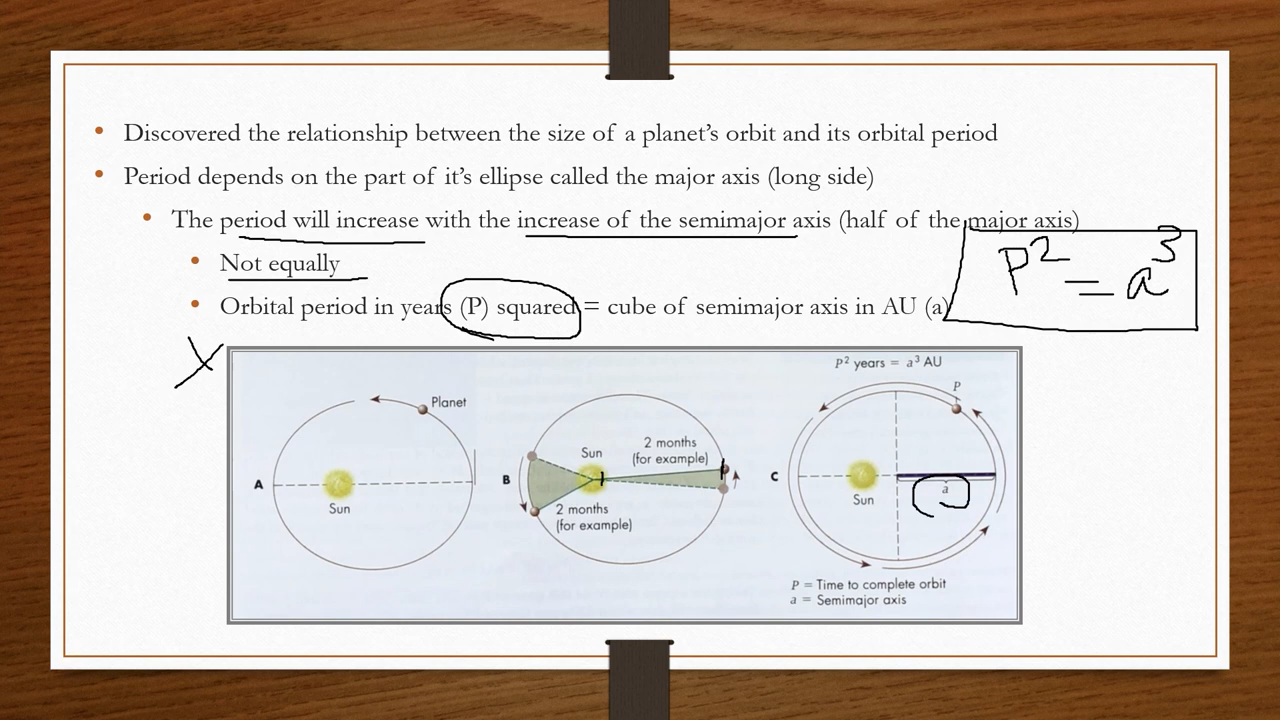 • Discovered the relationship between the size of a planet's orbit and its orbital period
• Period depends on the part of it's ellipse called the major axis (long side)
• The period will increase with the increase of the semimajor axis (half of the major axis)
• Not equally
• Orbital period in years (P) squared = cube of semimajor axis in AU (a)
P² = a³
A
Planet
Sun
B
Sun
2 months
(for example)
2 months
(for example)
P² years = a³ AU
P
C
Sun
a
P = Time to complete orbit
a = Semimajor axis